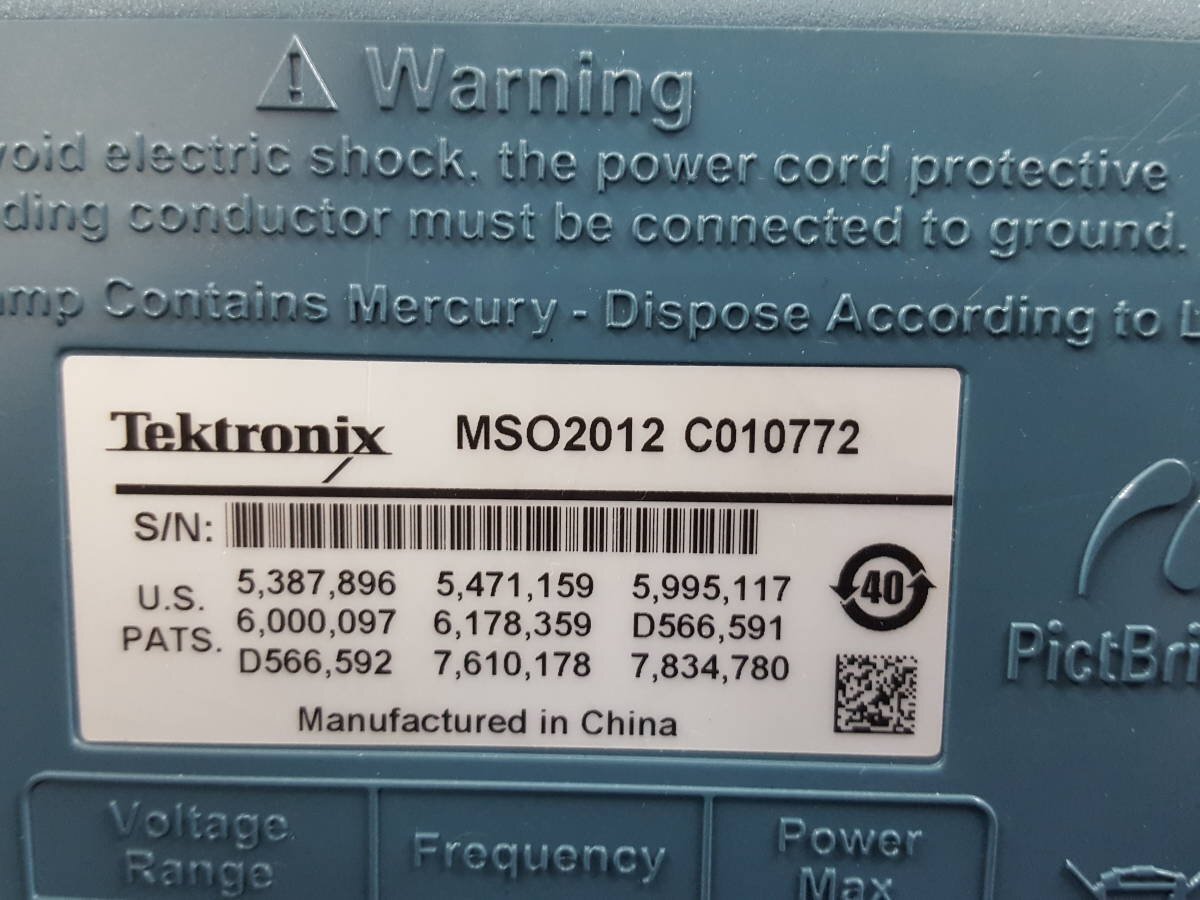 Warning
void electric shock, the power cord protective
ding conductor must be connected to ground.
amp Contains Mercury - Dispose According to L
Tektronix MSO2012 C010772
S/N:
U.S. PATS.
5,387,896 5,471,159 5,995,117
6,000,097 6,178,359 D566,591
D566,592 7,610,178 7,834,780
40
Manufactured in China
PictBri
Voltage Range
Frequency
Power Max